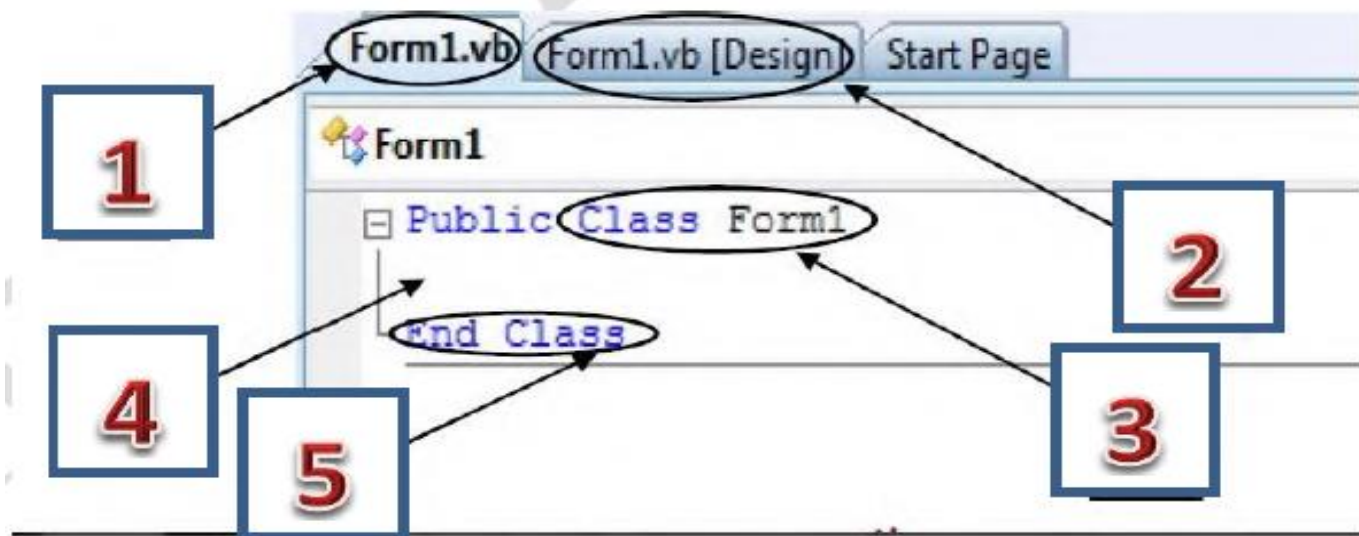 Form1.vb Form1.vb [Design] Start Page
Form1
1
Public Class Form1
2
End Class
4
3
5